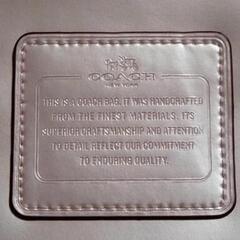 COACH
NEW YORK
THIS IS A COACH BAG. IT WAS HANDCRAFTED
FROM THE FINEST MATERIALS. ITS
SUPERIOR CRAFTSMANSHIP AND ATTENTION
TO DETAIL REFLECT OUR COMMITMENT
TO ENDURING QUALITY.